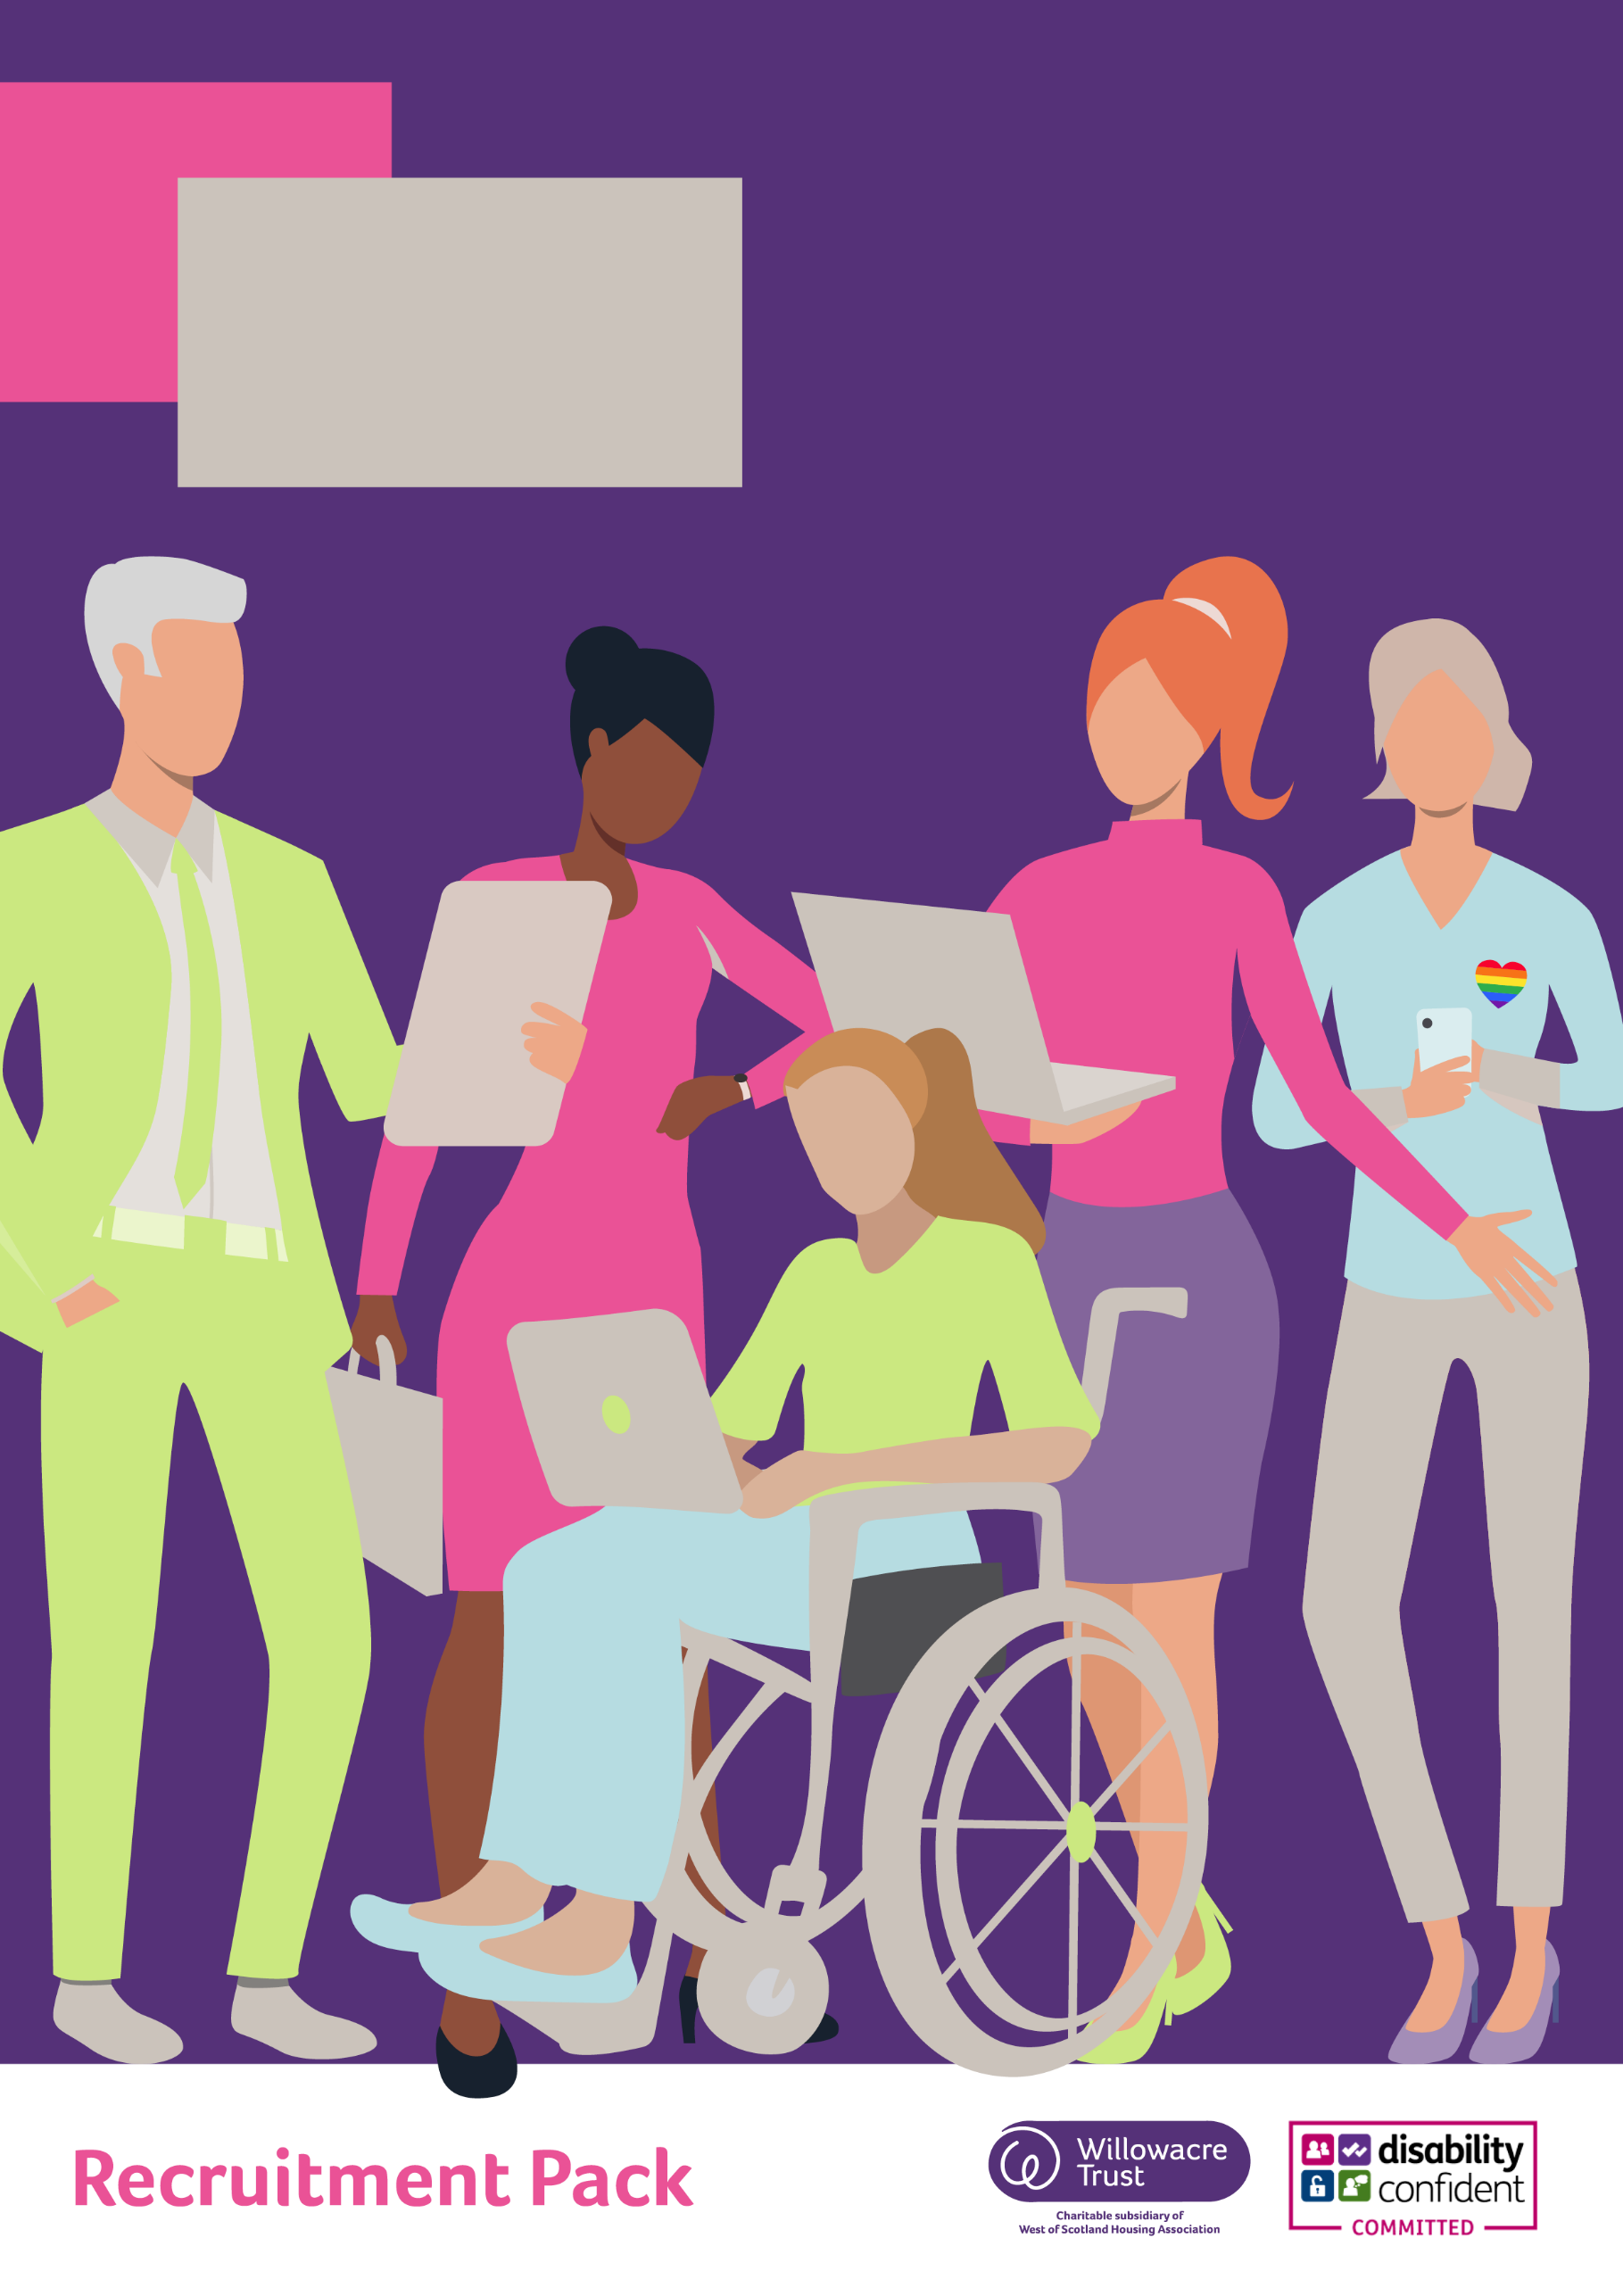 Recruitment Pack
Willowacre
Trust
Charitable subsidiary of
West of Scotland Housing Association
disability
confident
COMMITTED